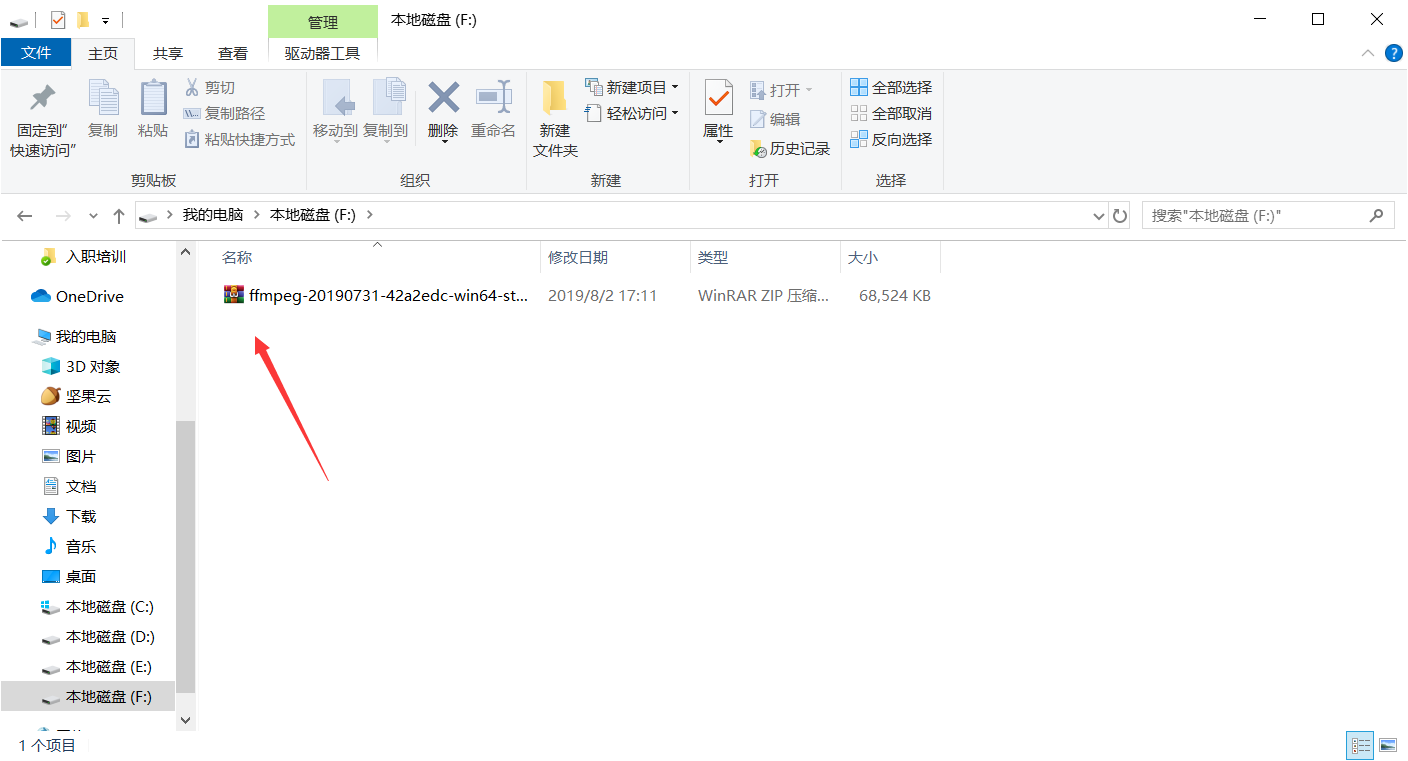 管理
本地磁盘 (F:)
文件
主页
共享
查看
驱动器工具
固定到"
快速访问"
复制
粘贴
剪切
复制路径
粘贴快捷方式
剪贴板
移动到
复制到
删除
重命名
组织
新建
文件夹
新建项目
轻松访问
新建
属性
打开
编辑
历史记录
打开
全部选择
全部取消
反向选择
选择
我的电脑
本地磁盘 (F:)
搜索"本地磁盘 (F:)"
名称
修改日期
类型
大小
ffmpeg-20190731-42a2edc-win64-st...
2019/8/2 17:11
WinRAR ZIP 压缩...
68,524 KB
入职培训
OneDrive
我的电脑
3D 对象
坚果云
视频
图片
文档
下载
音乐
桌面
本地磁盘 (C:)
本地磁盘 (D:)
本地磁盘 (E:)
本地磁盘 (F:)
1 个项目